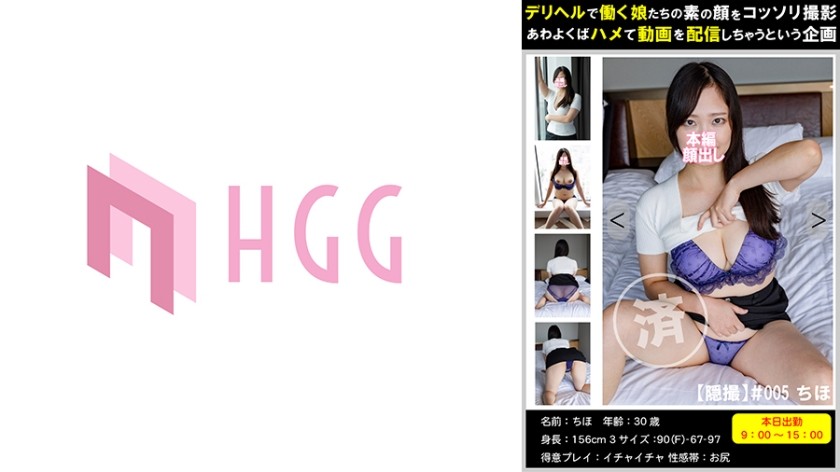 HGG
デリヘルで働く娘たちの素の顔をコッソリ撮影
あわよくばハメて動画を配信しちゃうという企画
本編
顔出し
<
>
済
【隠撮】#005 ちほ
名前:ちほ 年齢:30歳
身長:156cm 3サイズ:90(F)-67-97
得意プレイ:イチャイチャ 性感帯:お尻
本日出勤
9:00~15:00